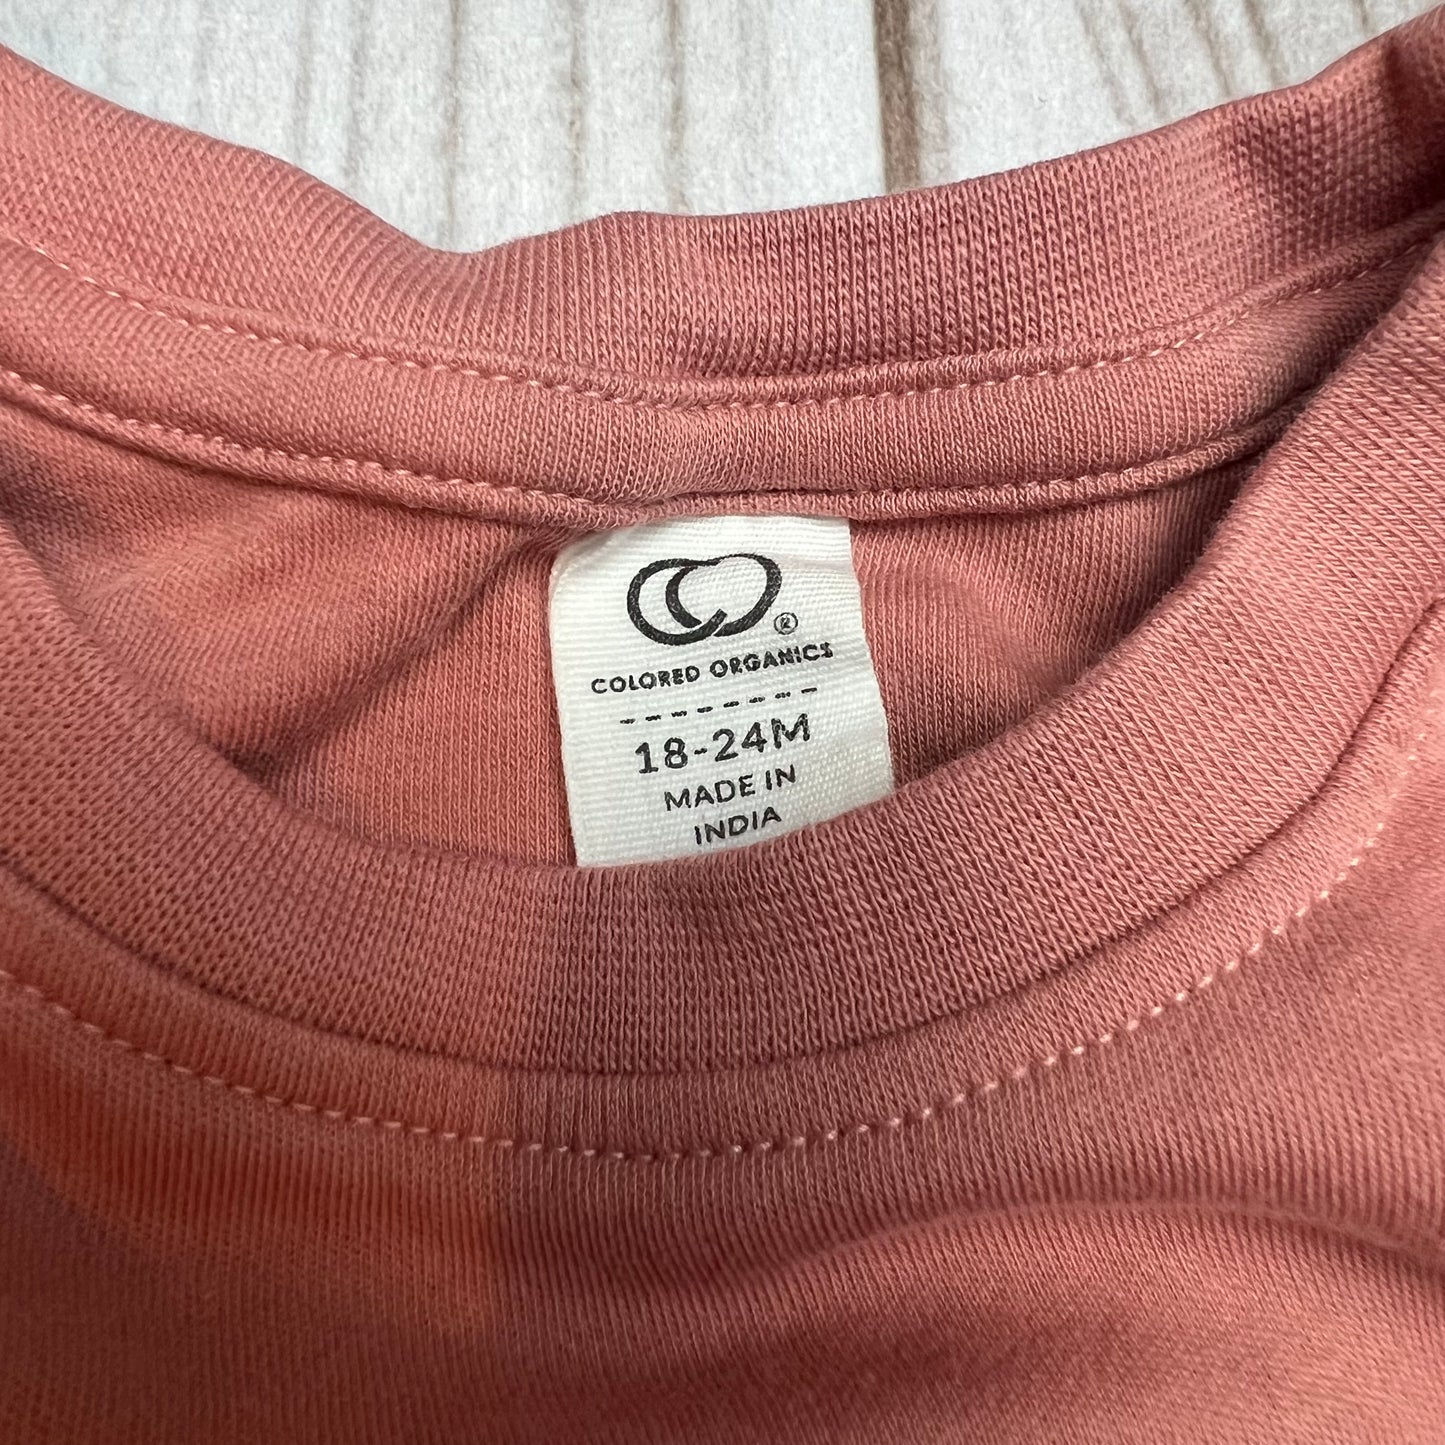 ®
COLORED ORGANICS
--------
18-24M
MADE IN
INDIA